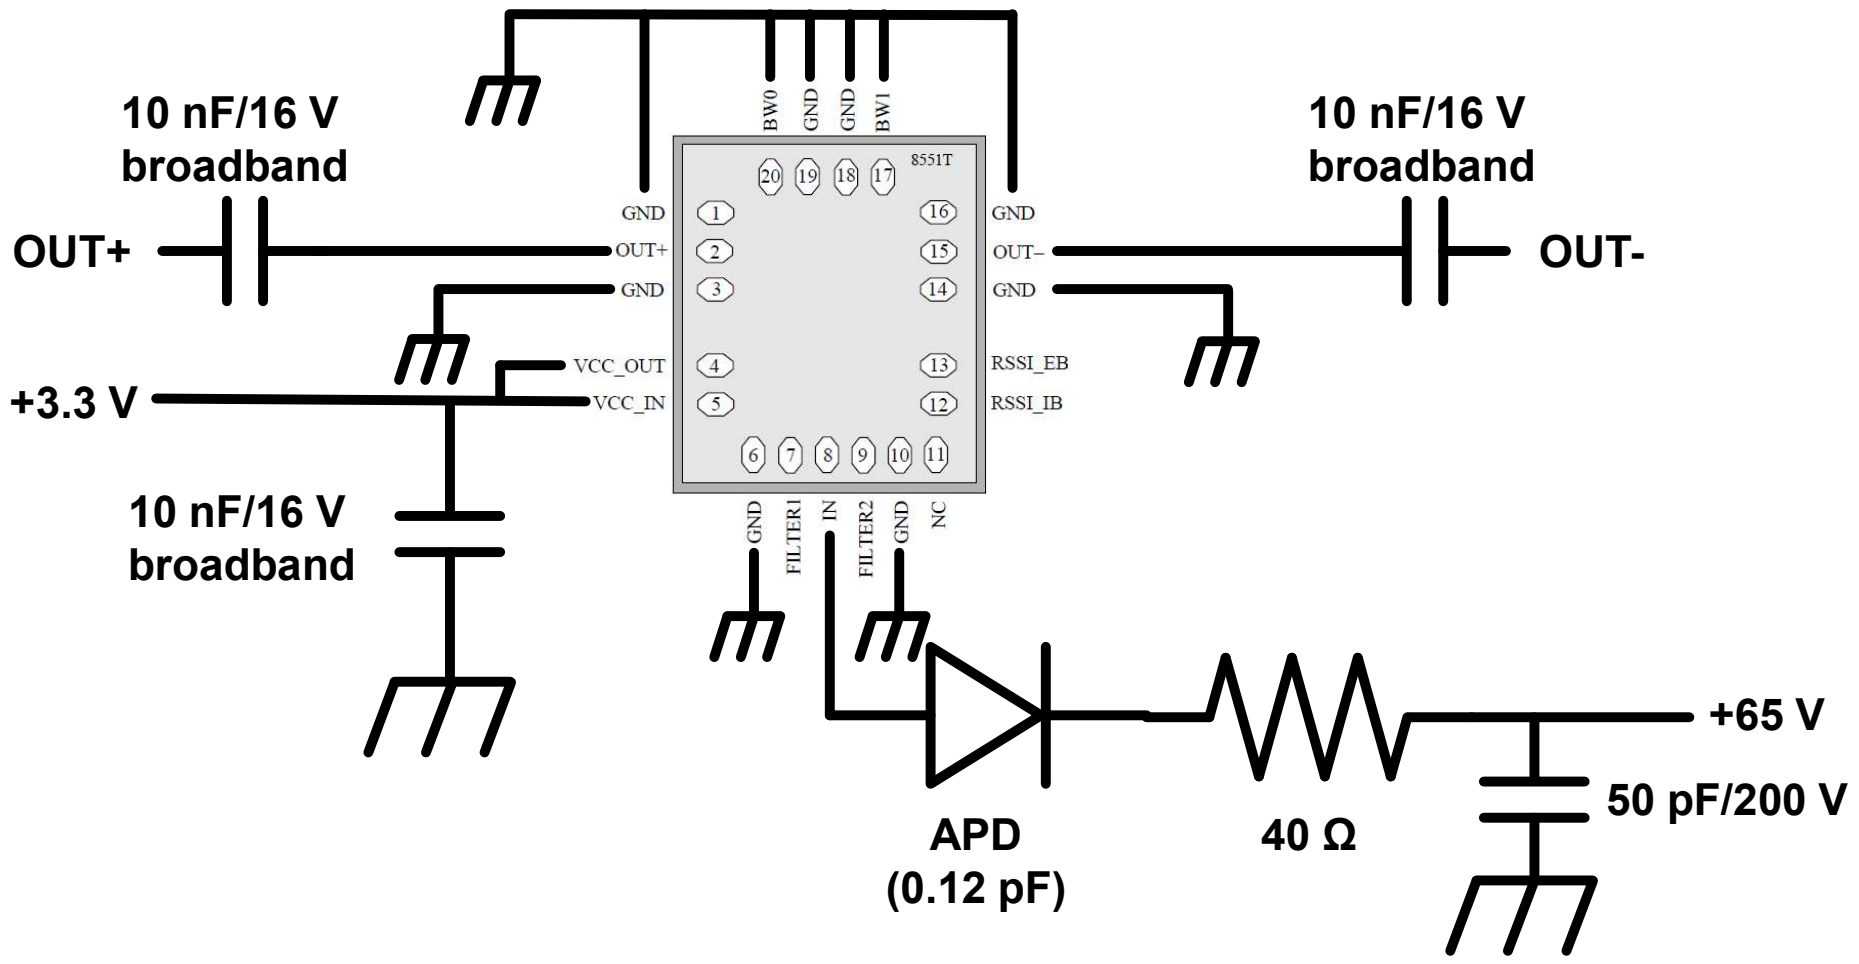 10 nF/16 V
broadband
10 nF/16 V
broadband
BW0
GND
GND
BW1
8551T
20
19
18
17
GND
1
16
GND
OUT+
OUT+
2
15
OUT–
OUT-
GND
3
14
GND
VCC_OUT
4
13
RSSI_EB
+3.3 V
VCC_IN
5
12
RSSI_IB
6
7
8
9
10
11
GND
FILTER1
IN
FILTER2
GND
NC
10 nF/16 V
broadband
+65 V
50 pF/200 V
APD
(0.12 pF)
40 Ω